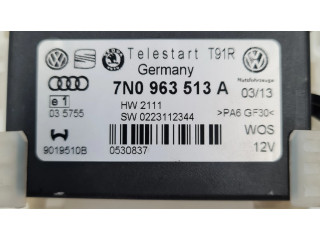 Telestart T91R
Germany
Multifahrzeuge
7N0 963 513 A
03/13
e 1
03 5755
HW 2111
SW 0223112344
>PA6 GF30<
WOS
9019510B
0530837
12V